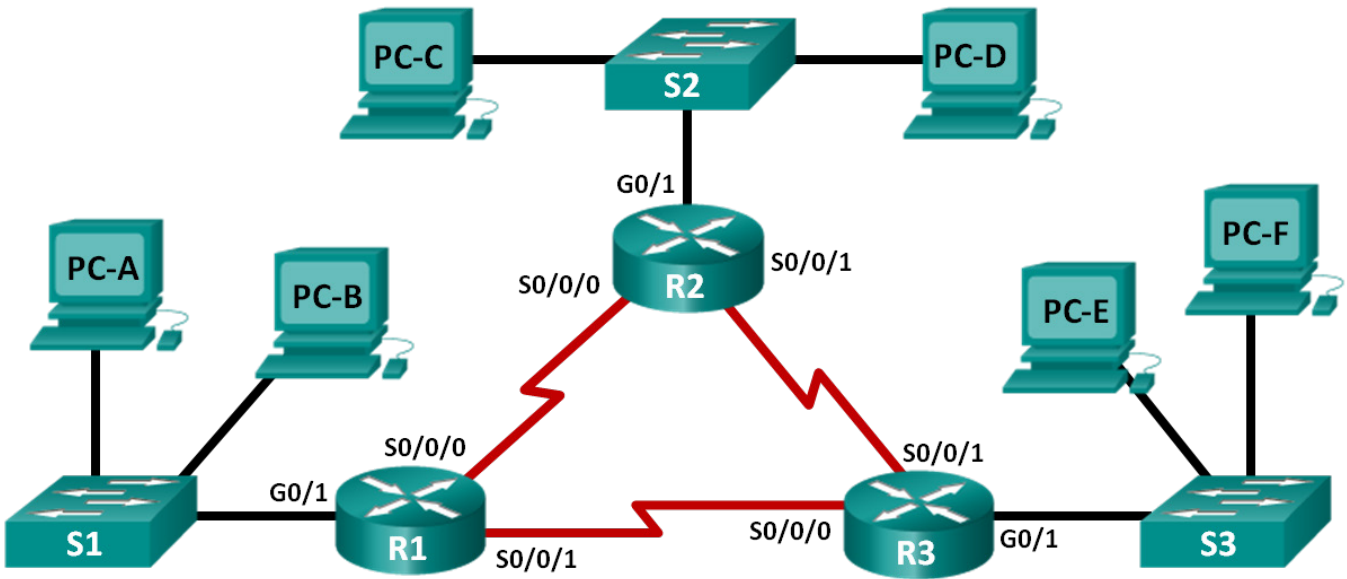 PC-C
PC-D
S2
G0/1
PC-F
R2
S0/0/0
S0/0/1
PC-A
PC-B
PC-E
S0/0/0
S0/0/1
G0/1
R1
S0/0/1
S0/0/0
R3
G0/1
S1
S3